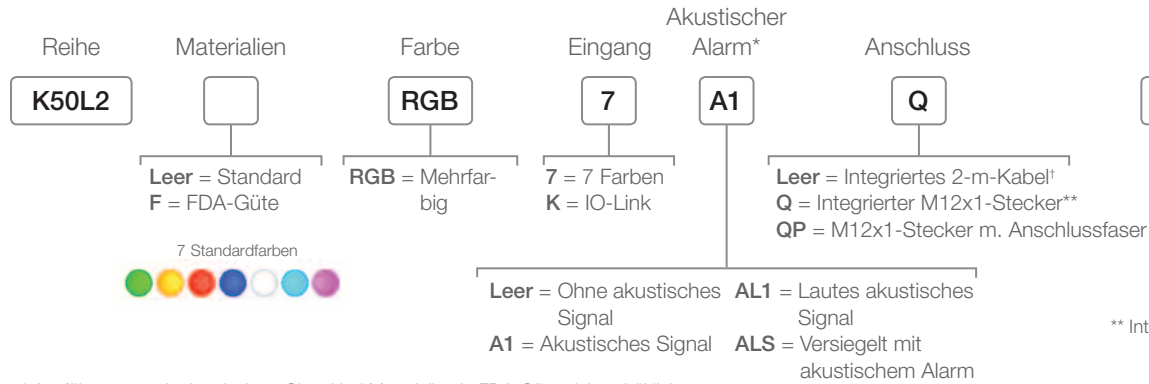 Akustischer
Reihe Materialien Farbe Eingang Alarm* Anschluss
K50L2 RGB 7 A1 Q
Leer = Standard
F = FDA-Güte
RGB = Mehrfar-
big
7 = 7 Farben
K = IO-Link
Leer = Integriertes 2-m-Kabel†
Q = Integrierter M12x1-Stecker**
QP = M12x1-Stecker m. Anschlussfaser
7 Standardfarben
Leer = Ohne akustisches
Signal
A1 = Akustisches Signal
AL1 = Lautes akustisches
Signal
ALS = Versiegelt mit
akustischem Alarm
** Int